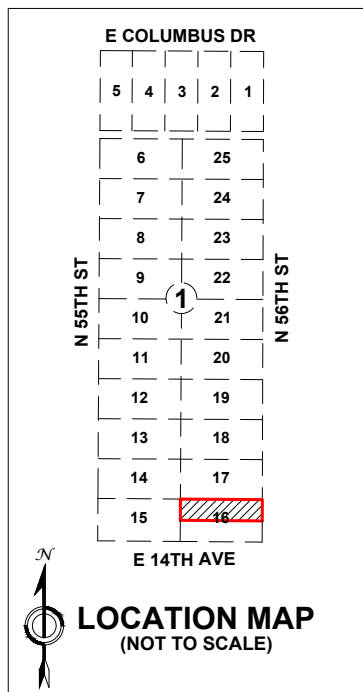 E COLUMBUS DR
5 4 3 2 1
6 25
7 24
8 23
9 22
1
N 55TH ST
N 56TH ST
10 21
11 20
12 19
13 18
14 17
15 16
E 14TH AVE
N
LOCATION MAP
(NOT TO SCALE)